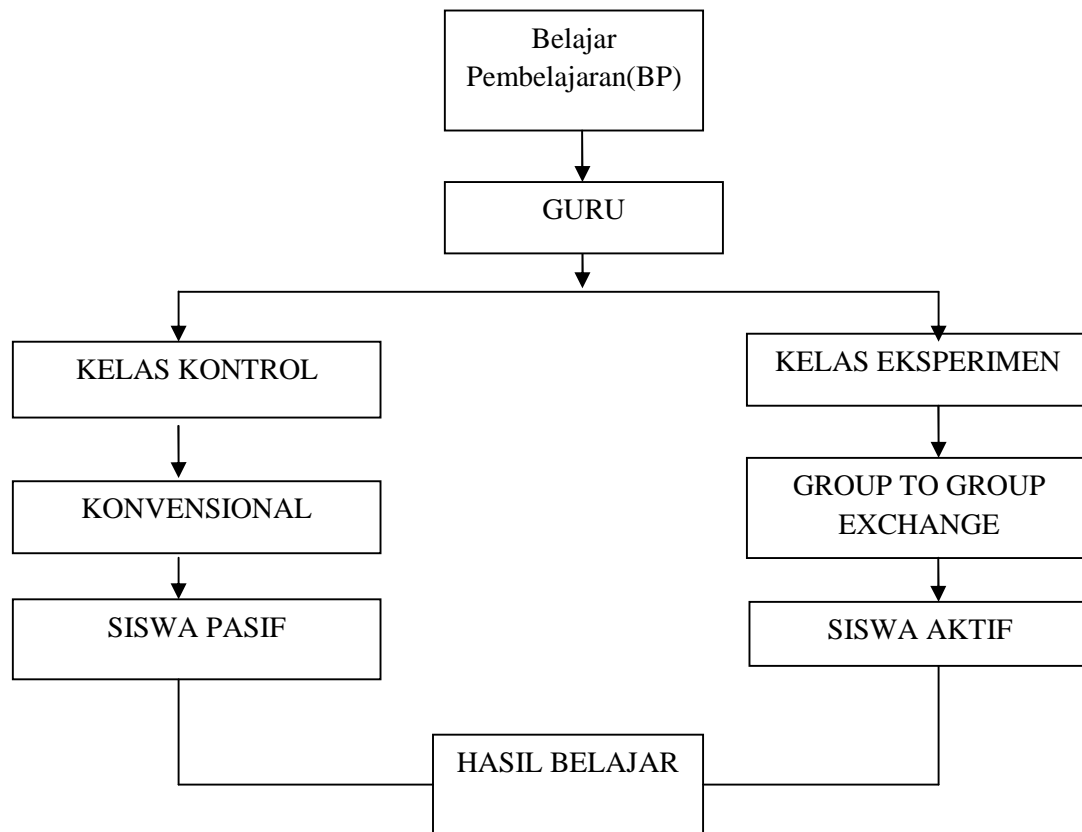 Belajar
Pembelajaran(BP)
GURU
KELAS KONTROL
KELAS EKSPERIMEN
KONVENSIONAL
GROUP TO GROUP
EXCHANGE
SISWA PASIF
SISWA AKTIF
HASIL BELAJAR